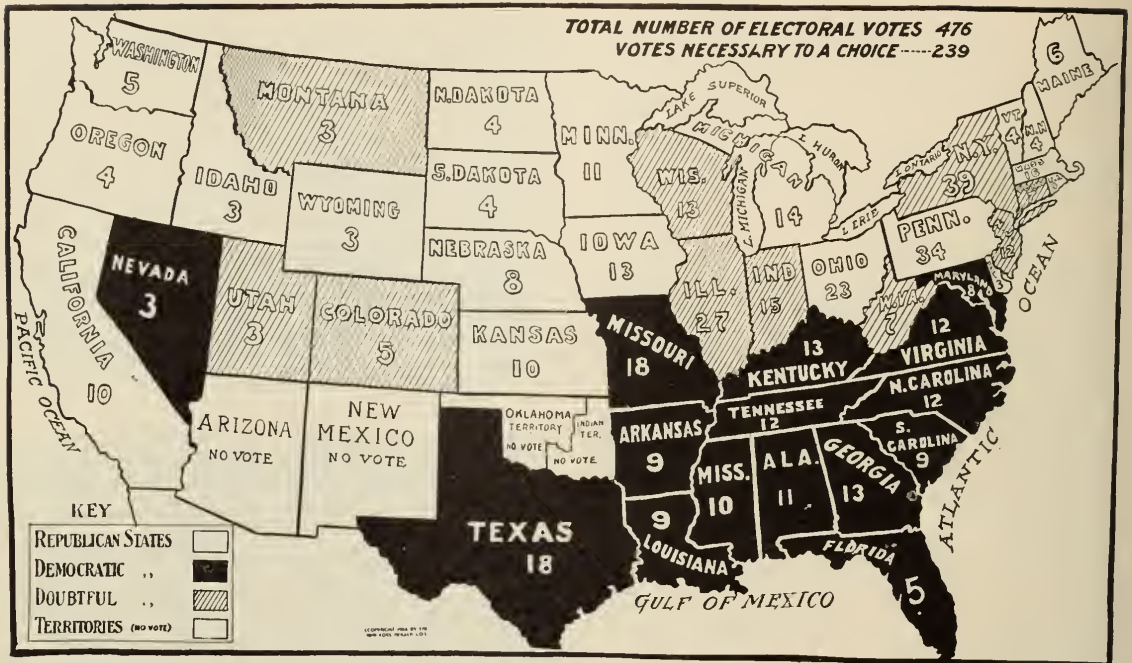 TOTAL NUMBER OF ELECTORAL VOTES 476
VOTES NECESSARY TO A CHOICE ----- 239
WASHINGTON
5
OREGON
4
CALIFORNIA
10
NEVADA
3
IDAHO
3
MONTANA
3
WYOMING
3
UTAH
3
COLORADO
5
ARIZONA
NO VOTE
NEW
MEXICO
NO VOTE
N. DAKOTA
4
S. DAKOTA
4
NEBRASKA
8
KANSAS
10
OKLAHOMA
TERRITORY
NO VOTE
INDIAN
TER.
NO VOTE
TEXAS
18
MINN.
11
IOWA
13
MISSOURI
18
ARKANSAS
9
9
LOUISIANA
WIS.
13
ILL.
27
LAKE SUPERIOR
MICHIGAN
14
L. MICHIGAN
L. HURON
L. ERIE
L. ONTARIO
IND
15
OHIO
23
13
KENTUCKY
TENNESSEE
12
MISS.
10
ALA.
11
GEORGIA
13
FLORIDA
5
S.
CAROLINA
9
N. CAROLINA
12
12
VIRGINIA
W.VA.
7
MARYLAND
8
PENN.
34
N.Y.
39
VT
4
N.H
4
6
MAINE
MASS
16
12
3
PACIFIC OCEAN
ATLANTIC
OCEAN
GULF OF MEXICO
KEY
REPUBLICAN STATES
DEMOCRATIC ,,
DOUBTFUL ,,
TERRITORIES (NO VOTE)